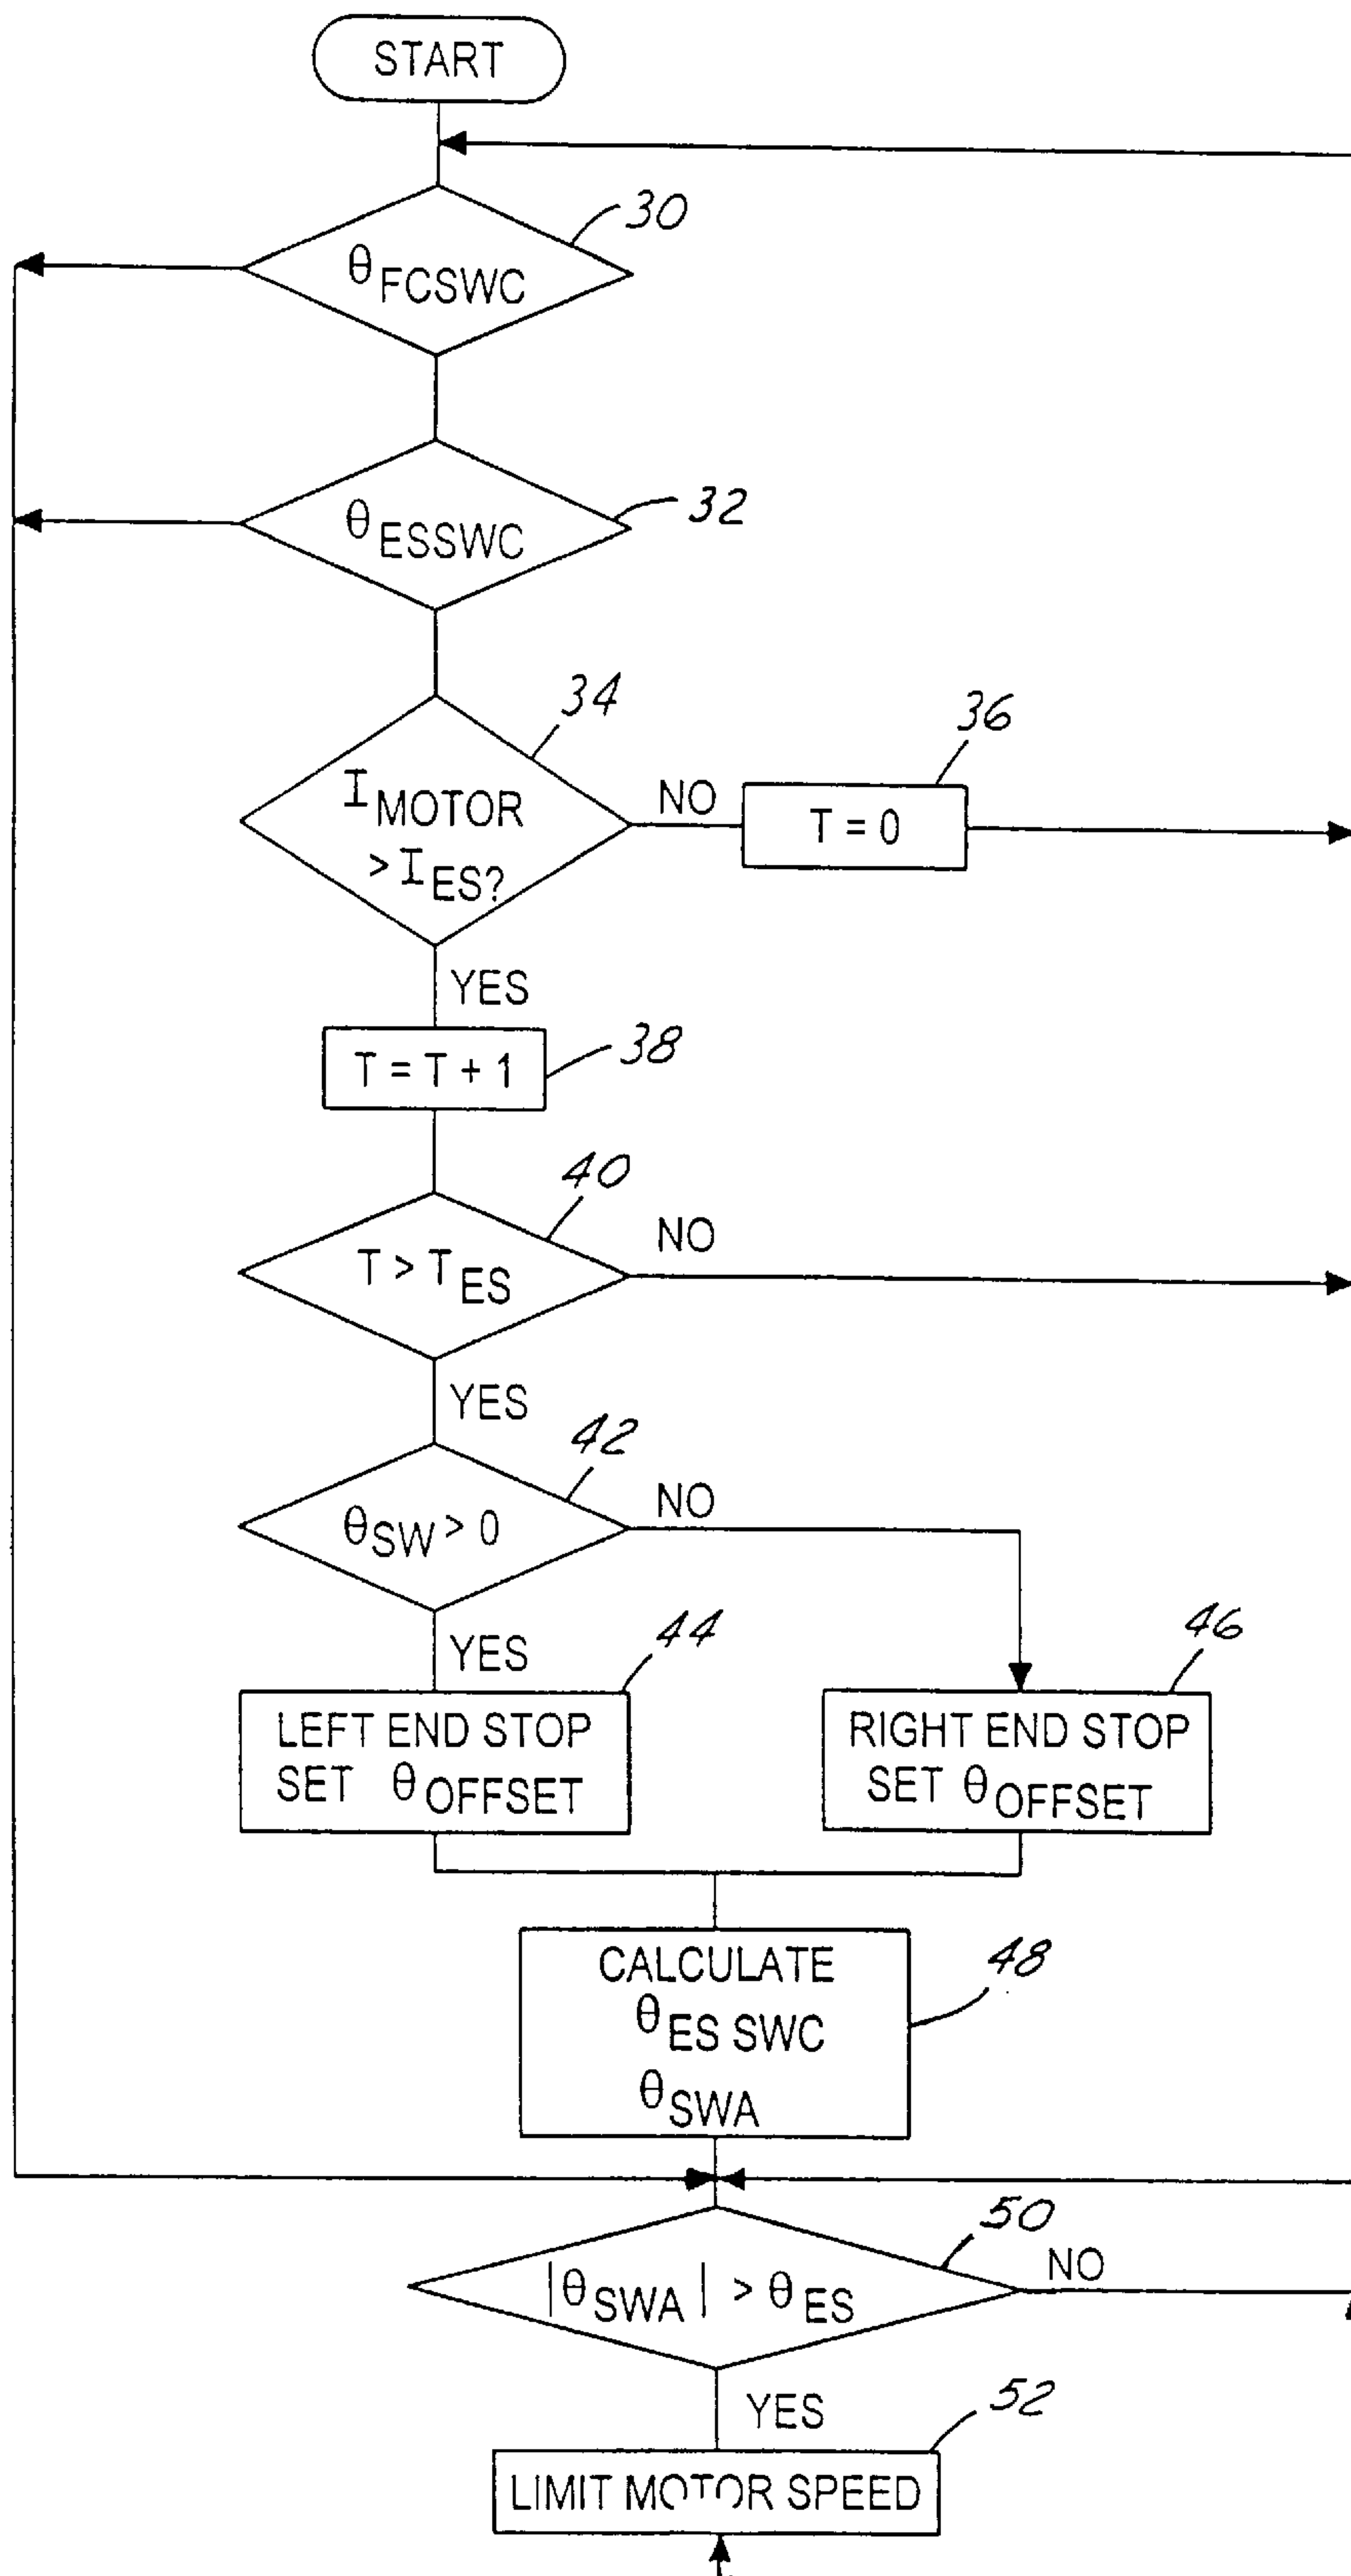 START
30
θFCSWC
32
θESSWC
34
IMOTOR
>IES?
NO
36
T = 0
YES
38
T = T + 1
40
T > TES
NO
YES
42
θSW > 0
NO
YES
44
LEFT END STOP
SET θOFFSET
46
RIGHT END STOP
SET θOFFSET
48
CALCULATE
θES SWC
θSWA
50
|θSWA| > θES
NO
YES
52
LIMIT MOTOR SPEED